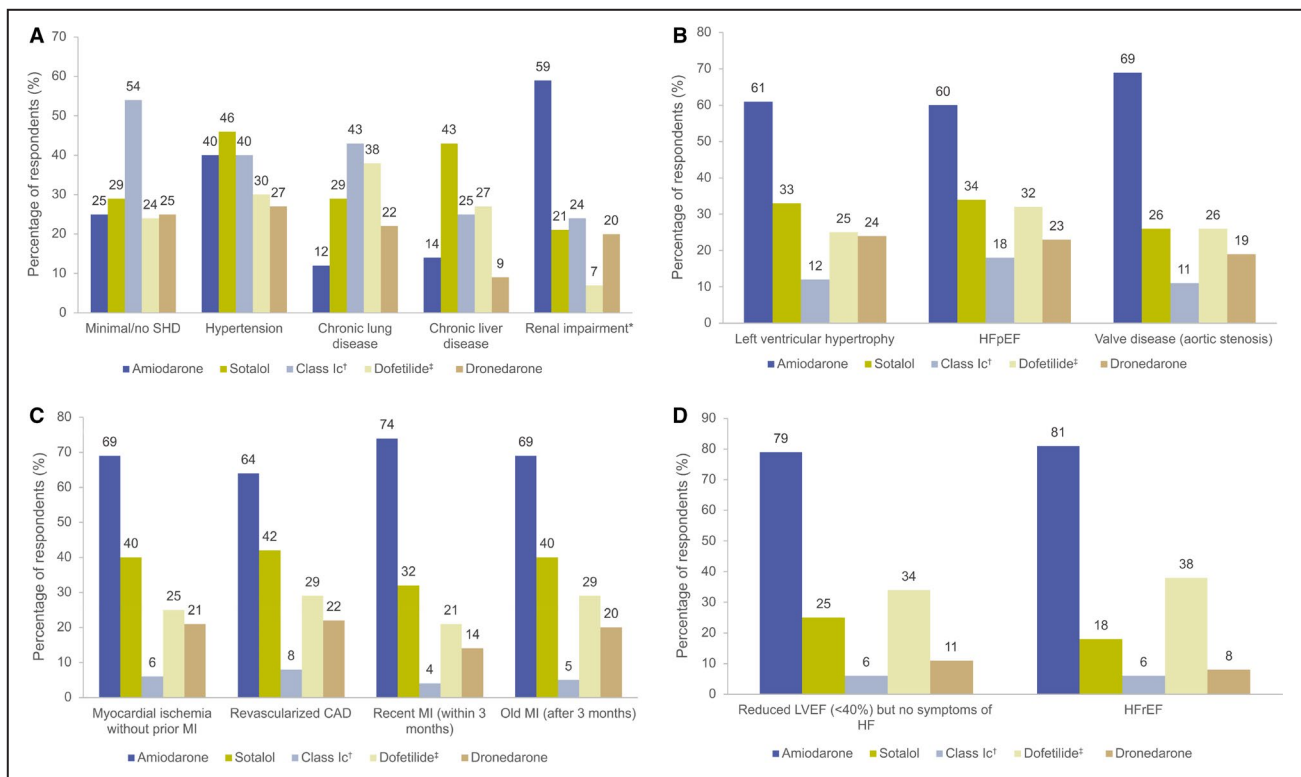 A
Percentage of respondents (%)
70
60
50
40
30
20
10
0
25 29 54 24 25
40 46 40 30 27
12 29 43 38 22
14 43 25 27 9
59 21 24 7 20
Minimal/no SHD
Hypertension
Chronic lung
disease
Chronic liver
disease
Renal impairment*
Amiodarone Sotalol Class Ic† Dofetilide‡ Dronedarone
B
Percentage of respondents (%)
80
70
60
50
40
30
20
10
0
61 33 12 25 24
60 34 18 32 23
69 26 11 26 19
Left ventricular hypertrophy
HFpEF
Valve disease (aortic stenosis)
Amiodarone Sotalol Class Ic† Dofetilide‡ Dronedarone
C
Percentage of respondents (%)
80
70
60
50
40
30
20
10
0
69 40 6 25 21
64 42 8 29 22
74 32 4 21 14
69 40 5 29 20
Myocardial ischemia
without prior MI
Revascularized CAD
Recent MI (within 3
months)
Old MI (after 3 months)
Amiodarone Sotalol Class Ic† Dofetilide‡ Dronedarone
D
Percentage of respondents (%)
90
80
70
60
50
40
30
20
10
0
79 25 6 34 11
81 18 6 38 8
Reduced LVEF (<40%) but no symptoms of
HF
HFrEF
Amiodarone Sotalol Class Ic† Dofetilide‡ Dronedarone